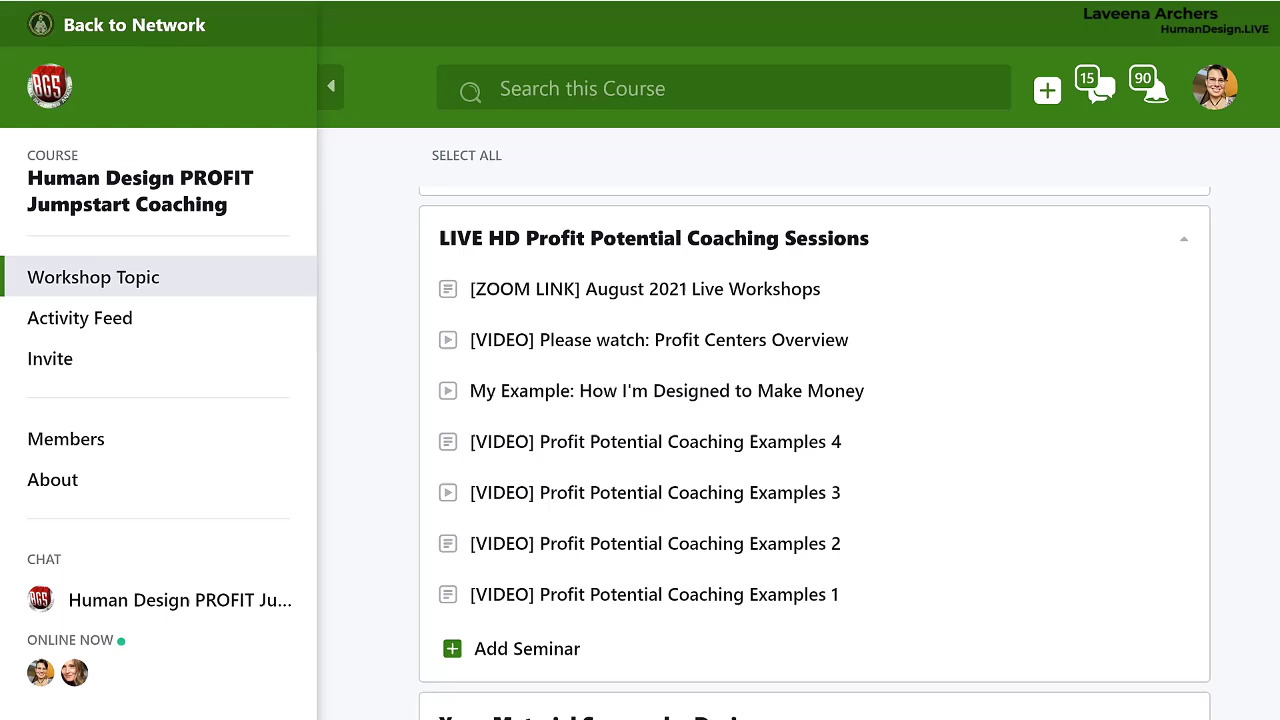 Back to Network
Laveena Archers
HumanDesign.LIVE
BG5
Search this Course
15
90
COURSE
Human Design PROFIT
Jumpstart Coaching
Workshop Topic
Activity Feed
Invite
Members
About
CHAT
BG5
Human Design PROFIT Ju...
ONLINE NOW
SELECT ALL
LIVE HD Profit Potential Coaching Sessions
[ZOOM LINK] August 2021 Live Workshops
[VIDEO] Please watch: Profit Centers Overview
My Example: How I'm Designed to Make Money
[VIDEO] Profit Potential Coaching Examples 4
[VIDEO] Profit Potential Coaching Examples 3
[VIDEO] Profit Potential Coaching Examples 2
[VIDEO] Profit Potential Coaching Examples 1
Add Seminar